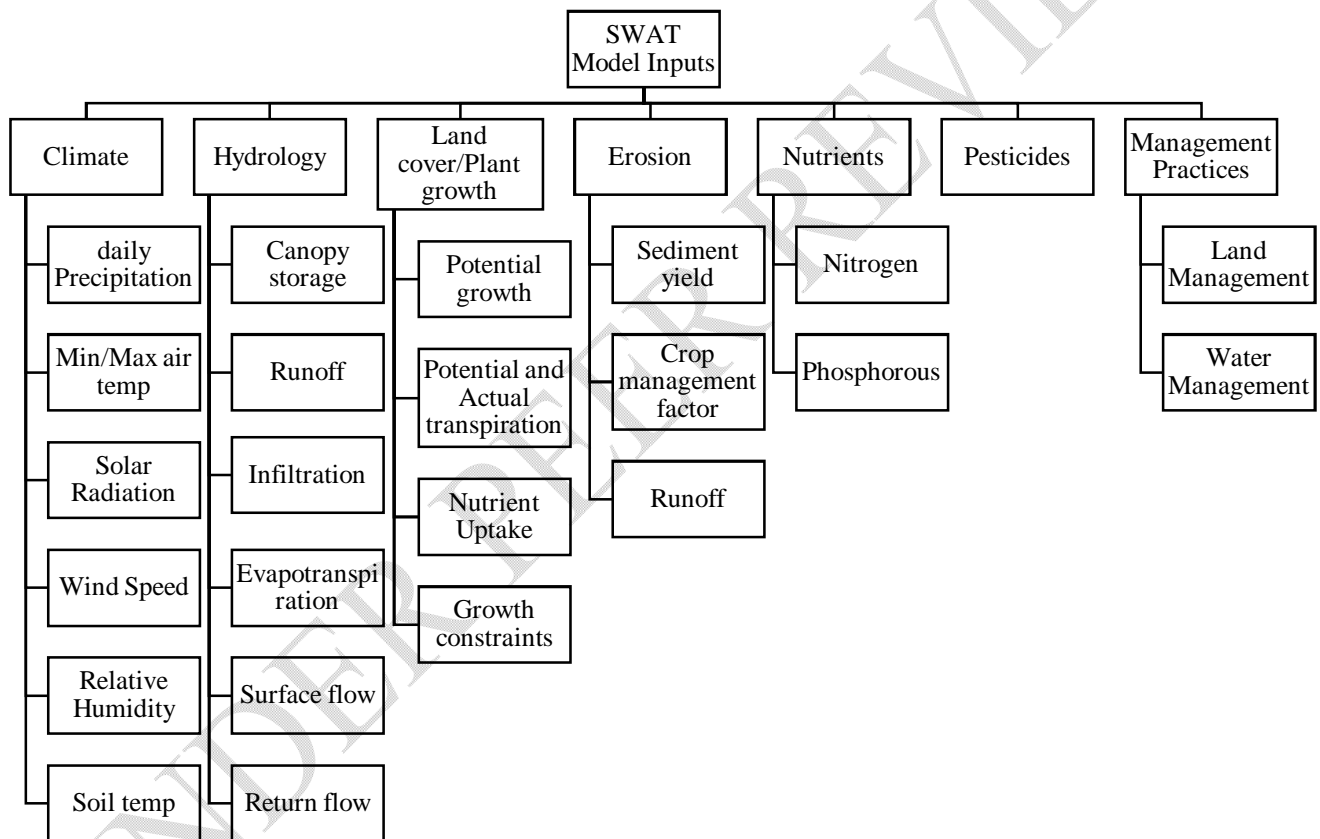 SWAT
Model Inputs
Climate
Hydrology
Land
cover/Plant
growth
Erosion
Nutrients
Pesticides
Management
Practices
daily
Precipitation
Min/Max air
temp
Solar
Radiation
Wind Speed
Relative
Humidity
Soil temp
Canopy
storage
Runoff
Infiltration
Evapotranspi
ration
Surface flow
Return flow
Potential
growth
Potential and
Actual
transpiration
Nutrient
Uptake
Growth
constraints
Sediment
yield
Crop
management
factor
Runoff
Nitrogen
Phosphorous
Land
Management
Water
Management
NDER PEER REVIE